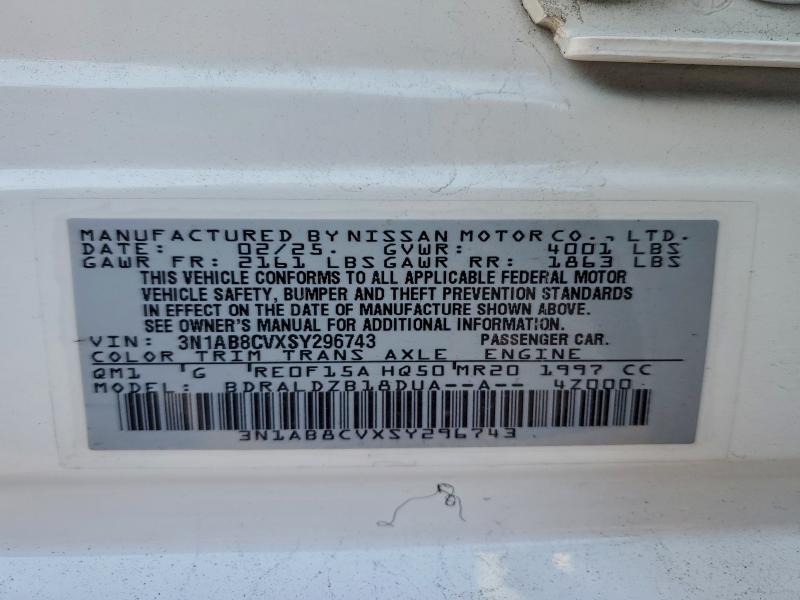 MANUFACTURED BY NISSAN MOTOR CO., LTD.
DATE: 02/25. GVWR: 4001 LBS
GAWR FR: 2161 LBS GAWR RR: 1863 LBS
THIS VEHICLE CONFORMS TO ALL APPLICABLE FEDERAL MOTOR
VEHICLE SAFETY, BUMPER AND THEFT PREVENTION STANDARDS
IN EFFECT ON THE DATE OF MANUFACTURE SHOWN ABOVE.
SEE OWNER'S MANUAL FOR ADDITIONAL INFORMATION.
VIN: 3N1AB8CVXSY296743 PASSENGER CAR.
COLOR TRIM TRANS AXLE ENGINE
QM1 G RE0F15A HQ50 MR20 1997 CC
MODEL: BDRALDZB18DUA--A-- 4Z000
3N1AB8CVXSY296743